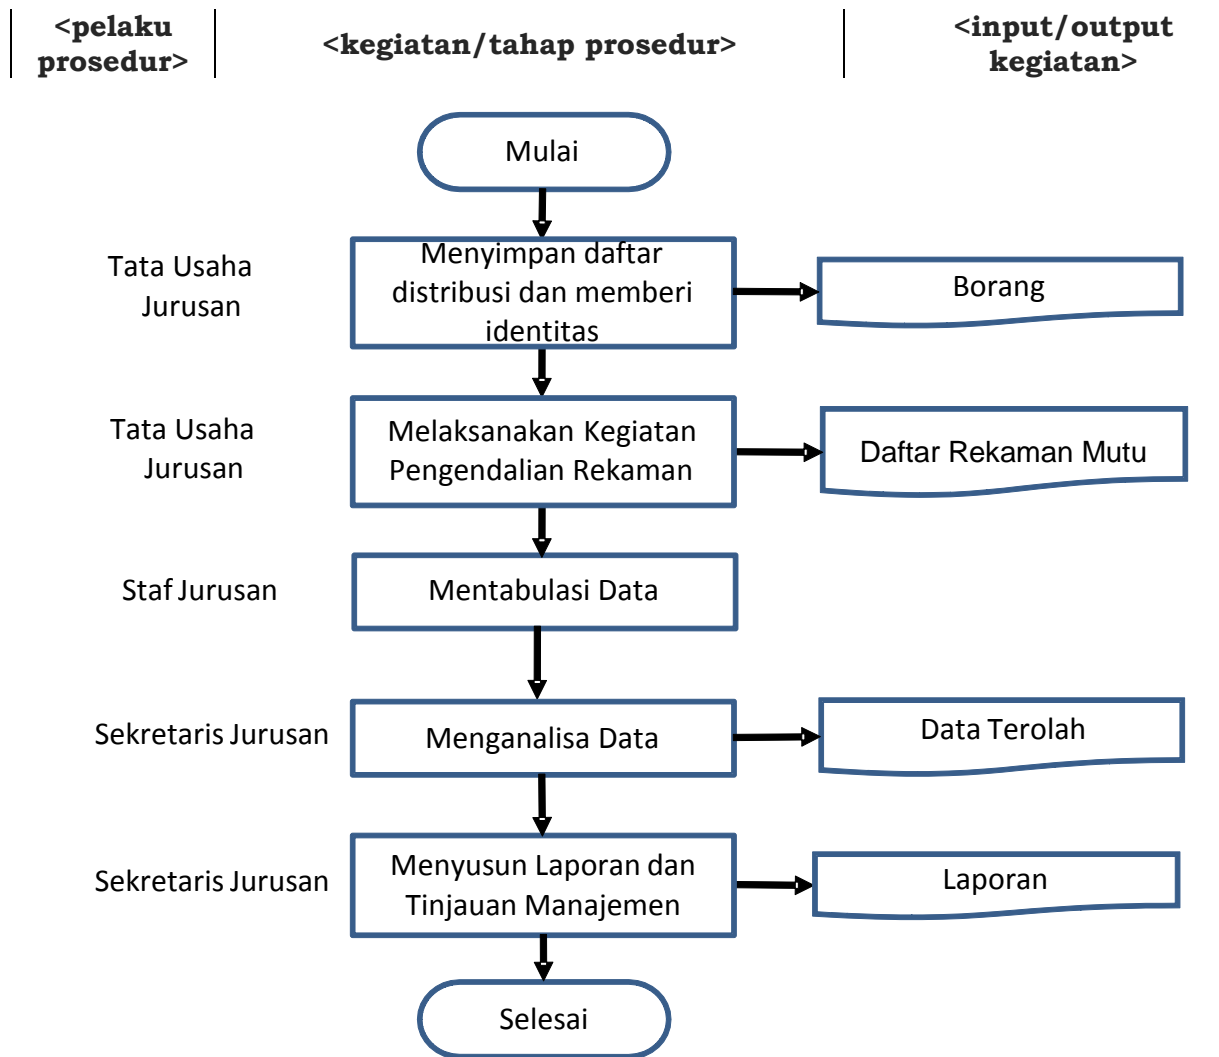 <pelaku
prosedur>
<kegiatan/tahap prosedur>
<input/output
kegiatan>
Mulai
Tata Usaha
Jurusan
Menyimpan daftar
distribusi dan memberi
identitas
Borang
Tata Usaha
Jurusan
Melaksanakan Kegiatan
Pengendalian Rekaman
Daftar Rekaman Mutu
Staf Jurusan
Mentabulasi Data
Sekretaris Jurusan
Menganalisa Data
Data Terolah
Sekretaris Jurusan
Menyusun Laporan dan
Tinjauan Manajemen
Laporan
Selesai